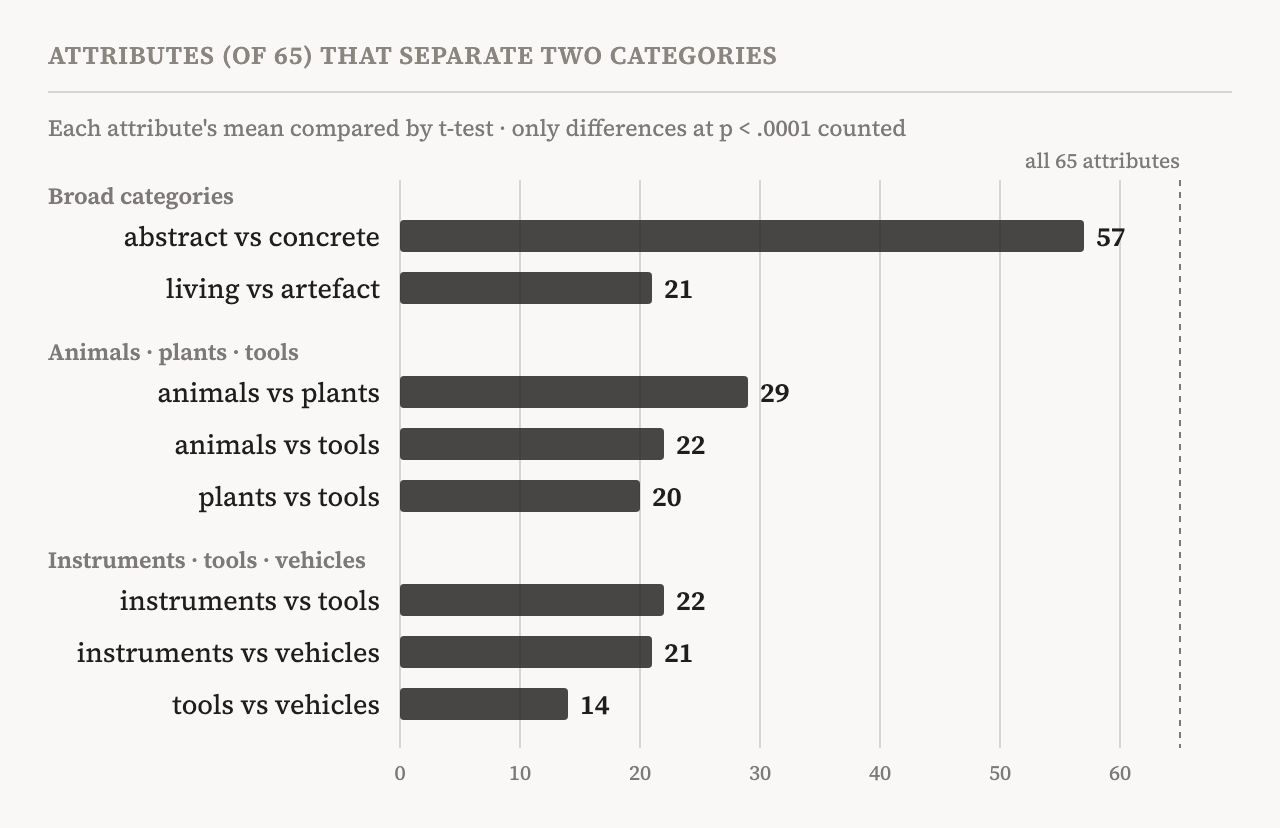 ATTRIBUTES (OF 65) THAT SEPARATE TWO CATEGORIES
Each attribute's mean compared by t-test · only differences at p < .0001 counted
all 65 attributes
Broad categories
abstract vs concrete 57
living vs artefact 21
Animals · plants · tools
animals vs plants 29
animals vs tools 22
plants vs tools 20
Instruments · tools · vehicles
instruments vs tools 22
instruments vs vehicles 21
tools vs vehicles 14
0 10 20 30 40 50 60